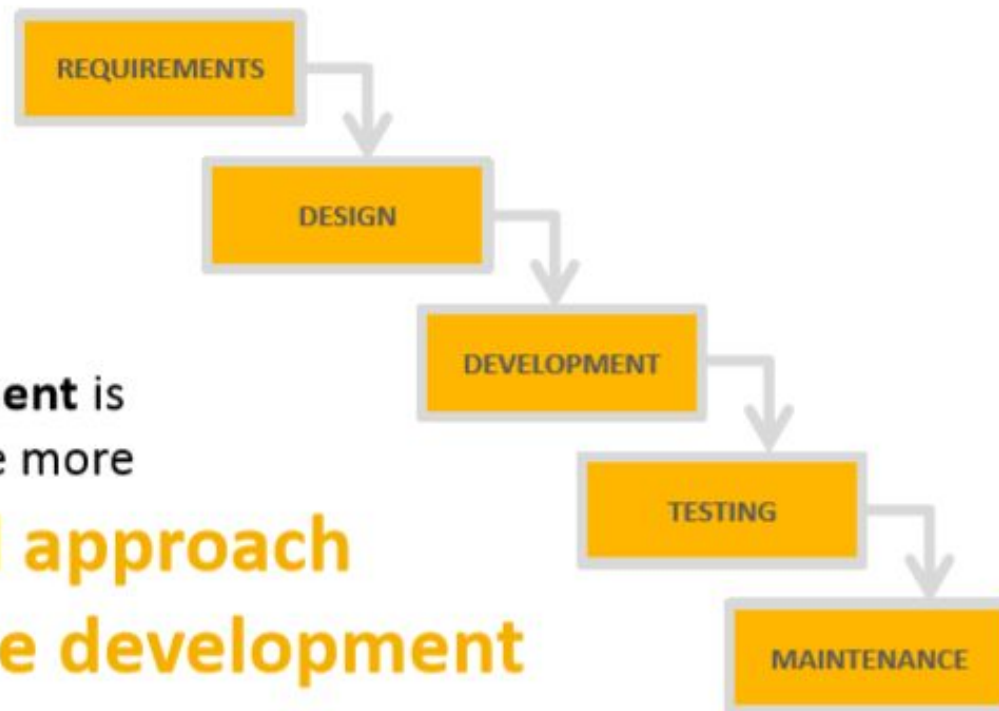 REQUIREMENTS
DESIGN
DEVELOPMENT
ent is
more
approach
e development
TESTING
MAINTENANCE